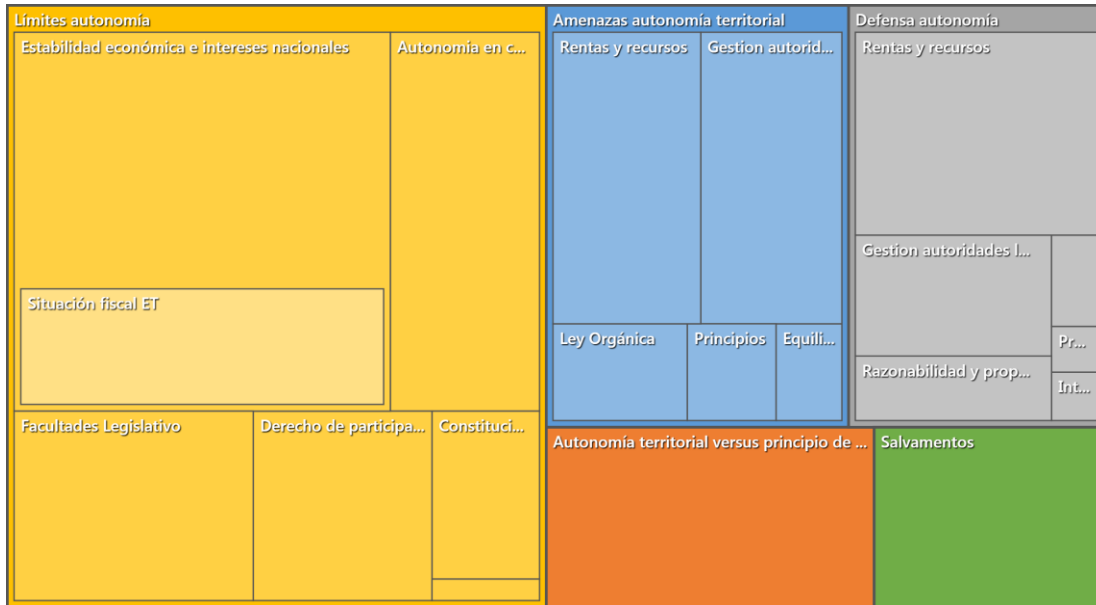 Límites autonomía
Estabilidad económica e intereses nacionales
Autonomía en c...
Situación fiscal ET
Facultades Legislativo
Derecho de participa...
Constituci...
Amenazas autonomía territorial
Rentas y recursos
Gestion autorid...
Ley Orgánica
Principios
Equili...
Defensa autonomía
Rentas y recursos
Gestion autoridades l...
Razonabilidad y prop...
Pr...
Int...
Autonomía territorial versus principio de ...
Salvamentos